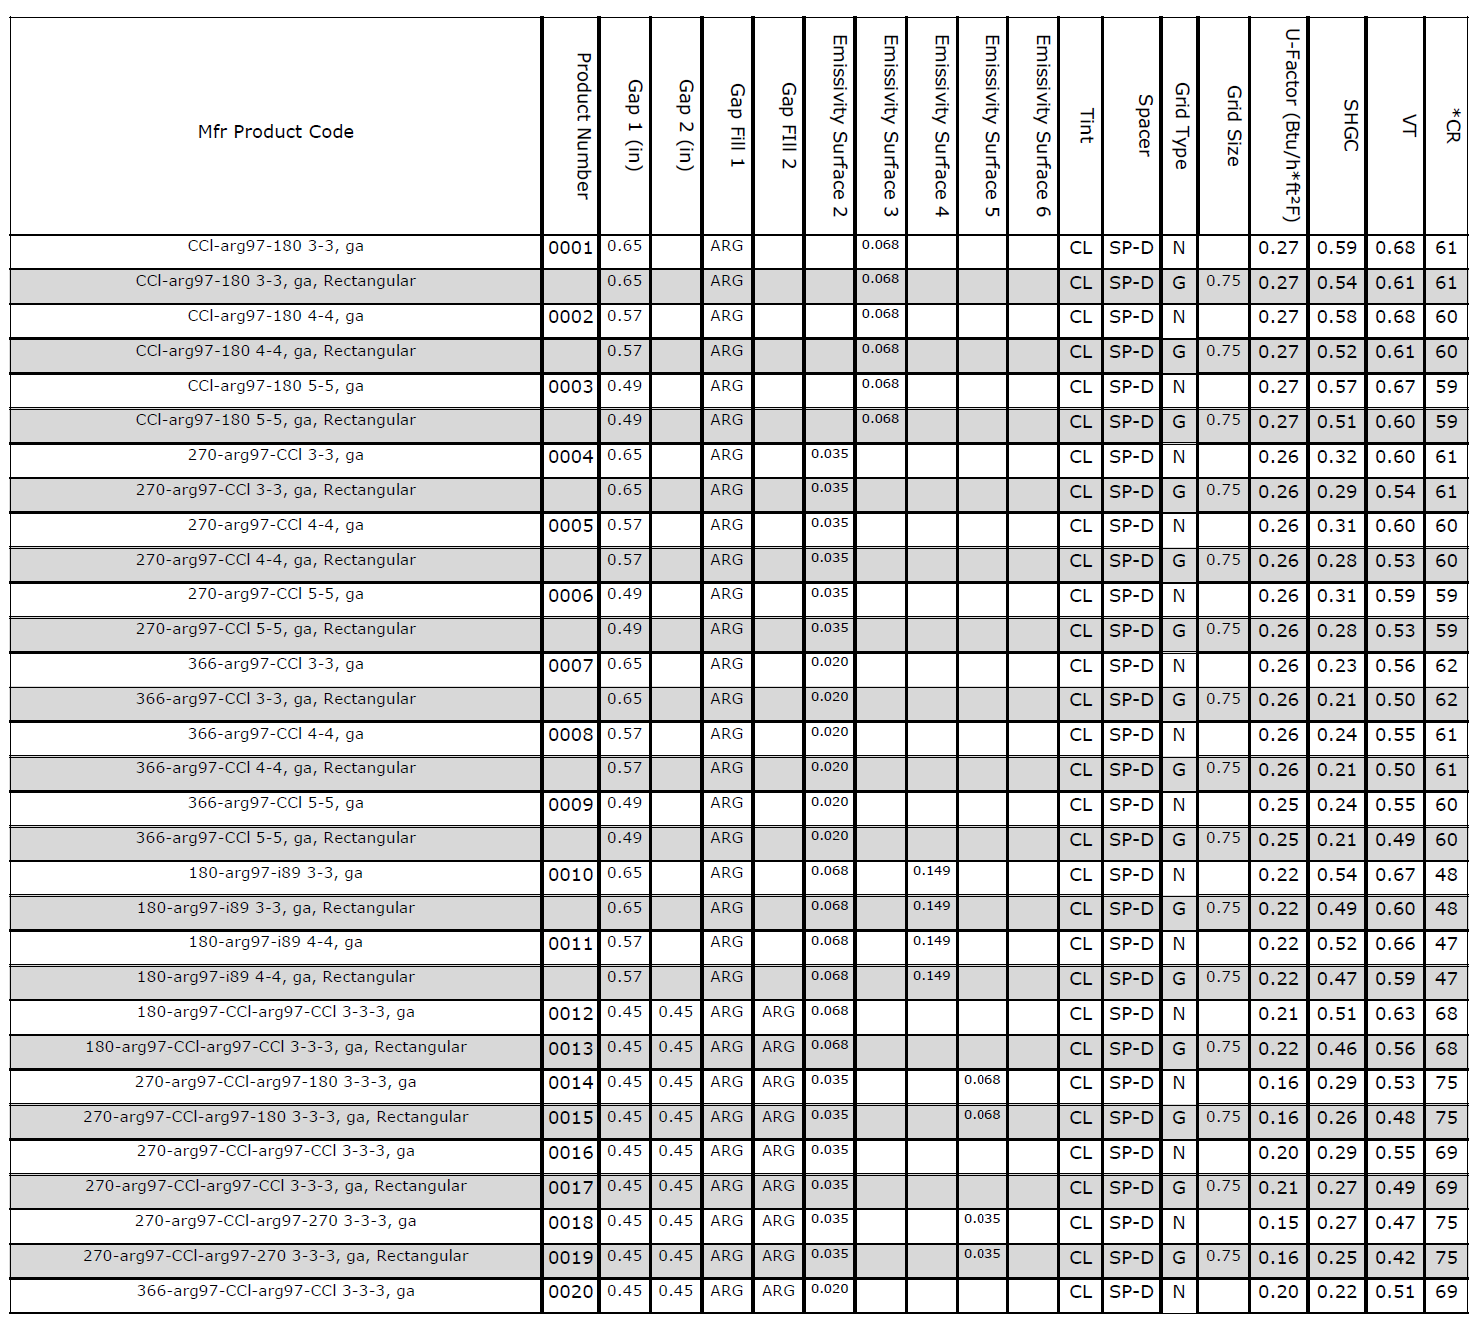 Mfr Product Code Product Number Gap 1 (in) Gap 2 (in) Gap Fill 1 Gap FIll 2 Emissivity Surface 2 Emissivity Surface 3 Emissivity Surface 4 Emissivity Surface 5 Emissivity Surface 6 Tint Spacer Grid Type Grid Size U-Factor (Btu/h*ft²F) SHGC VT *CR
CCl-arg97-180 3-3, ga 0001 0.65 ARG 0.068 CL SP-D N 0.27 0.59 0.68 61
CCl-arg97-180 3-3, ga, Rectangular 0.65 ARG 0.068 CL SP-D G 0.75 0.27 0.54 0.61 61
CCl-arg97-180 4-4, ga 0002 0.57 ARG 0.068 CL SP-D N 0.27 0.58 0.68 60
CCl-arg97-180 4-4, ga, Rectangular 0.57 ARG 0.068 CL SP-D G 0.75 0.27 0.52 0.61 60
CCl-arg97-180 5-5, ga 0003 0.49 ARG 0.068 CL SP-D N 0.27 0.57 0.67 59
CCl-arg97-180 5-5, ga, Rectangular 0.49 ARG 0.068 CL SP-D G 0.75 0.27 0.51 0.60 59
270-arg97-CCl 3-3, ga 0004 0.65 ARG 0.035 CL SP-D N 0.26 0.32 0.60 61
270-arg97-CCl 3-3, ga, Rectangular 0.65 ARG 0.035 CL SP-D G 0.75 0.26 0.29 0.54 61
270-arg97-CCl 4-4, ga 0005 0.57 ARG 0.035 CL SP-D N 0.26 0.31 0.60 60
270-arg97-CCl 4-4, ga, Rectangular 0.57 ARG 0.035 CL SP-D G 0.75 0.26 0.28 0.53 60
270-arg97-CCl 5-5, ga 0006 0.49 ARG 0.035 CL SP-D N 0.26 0.31 0.59 59
270-arg97-CCl 5-5, ga, Rectangular 0.49 ARG 0.035 CL SP-D G 0.75 0.26 0.28 0.53 59
366-arg97-CCl 3-3, ga 0007 0.65 ARG 0.020 CL SP-D N 0.26 0.23 0.56 62
366-arg97-CCl 3-3, ga, Rectangular 0.65 ARG 0.020 CL SP-D G 0.75 0.26 0.21 0.50 62
366-arg97-CCl 4-4, ga 0008 0.57 ARG 0.020 CL SP-D N 0.26 0.24 0.55 61
366-arg97-CCl 4-4, ga, Rectangular 0.57 ARG 0.020 CL SP-D G 0.75 0.26 0.21 0.50 61
366-arg97-CCl 5-5, ga 0009 0.49 ARG 0.020 CL SP-D N 0.25 0.24 0.55 60
366-arg97-CCl 5-5, ga, Rectangular 0.49 ARG 0.020 CL SP-D G 0.75 0.25 0.21 0.49 60
180-arg97-i89 3-3, ga 0010 0.65 ARG 0.068 0.149 CL SP-D N 0.22 0.54 0.67 48
180-arg97-i89 3-3, ga, Rectangular 0.65 ARG 0.068 0.149 CL SP-D G 0.75 0.22 0.49 0.60 48
180-arg97-i89 4-4, ga 0011 0.57 ARG 0.068 0.149 CL SP-D N 0.22 0.52 0.66 47
180-arg97-i89 4-4, ga, Rectangular 0.57 ARG 0.068 0.149 CL SP-D G 0.75 0.22 0.47 0.59 47
180-arg97-CCl-arg97-CCl 3-3-3, ga 0012 0.45 0.45 ARG ARG 0.068 CL SP-D N 0.21 0.51 0.63 68
180-arg97-CCl-arg97-CCl 3-3-3, ga, Rectangular 0013 0.45 0.45 ARG ARG 0.068 CL SP-D G 0.75 0.22 0.46 0.56 68
270-arg97-CCl-arg97-180 3-3-3, ga 0014 0.45 0.45 ARG ARG 0.035 0.068 CL SP-D N 0.16 0.29 0.53 75
270-arg97-CCl-arg97-180 3-3-3, ga, Rectangular 0015 0.45 0.45 ARG ARG 0.035 0.068 CL SP-D G 0.75 0.16 0.26 0.48 75
270-arg97-CCl-arg97-CCl 3-3-3, ga 0016 0.45 0.45 ARG ARG 0.035 CL SP-D N 0.20 0.29 0.55 69
270-arg97-CCl-arg97-CCl 3-3-3, ga, Rectangular 0017 0.45 0.45 ARG ARG 0.035 CL SP-D G 0.75 0.21 0.27 0.49 69
270-arg97-CCl-arg97-270 3-3-3, ga 0018 0.45 0.45 ARG ARG 0.035 0.035 CL SP-D N 0.15 0.27 0.47 75
270-arg97-CCl-arg97-270 3-3-3, ga, Rectangular 0019 0.45 0.45 ARG ARG 0.035 0.035 CL SP-D G 0.75 0.16 0.25 0.42 75
366-arg97-CCl-arg97-CCl 3-3-3, ga 0020 0.45 0.45 ARG ARG 0.020 CL SP-D N 0.20 0.22 0.51 69